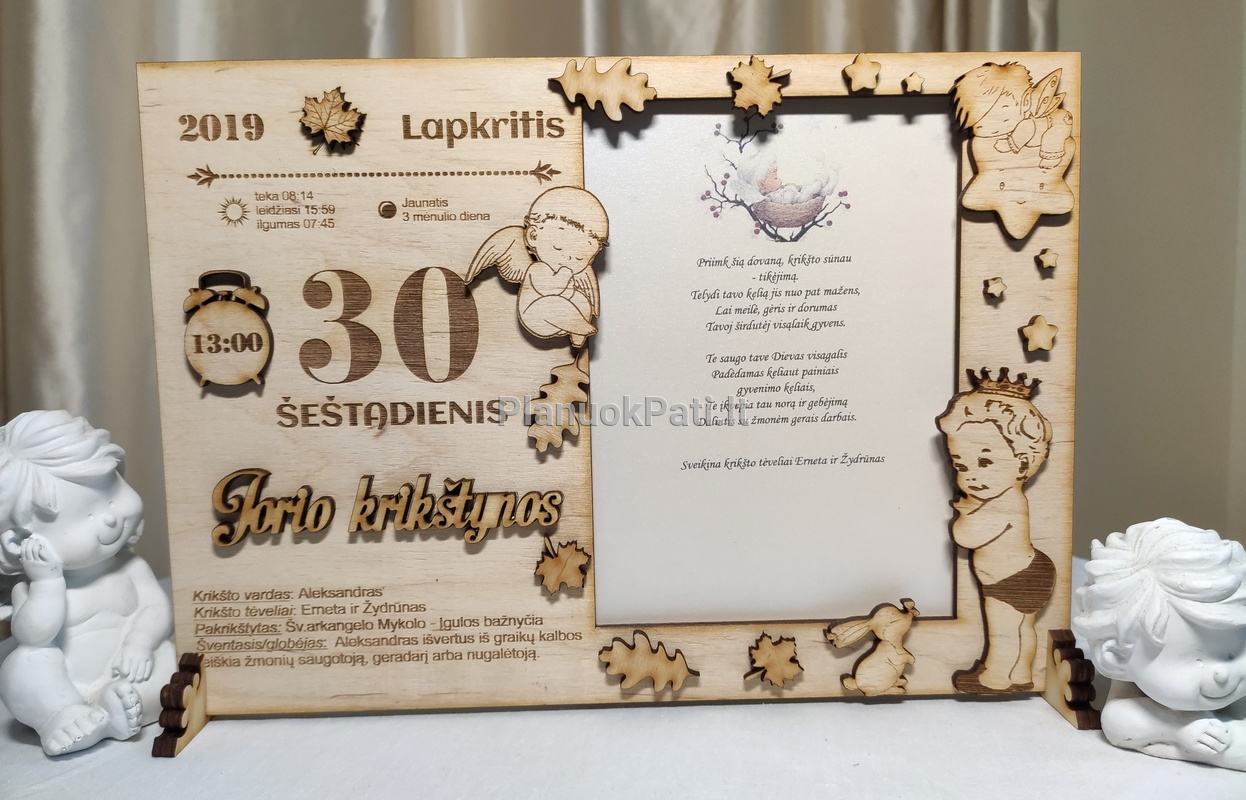 2019
Lapkritis
teka 08:14
leidžiasi 15:59
ilgumas 07:45
Jaunatis
3 mėnulio diena
13:00
30
ŠEŠTADIENIS
Jorio krikštynos
Krikšto vardas: Aleksandras
Krikšto tėveliai: Erneta ir Žydrūnas
Pakrikštytas: Šv.arkangelo Mykolo - Įgulos bažnyčia
Šventasis/globėjas: Aleksandras išvertus iš graikų kalbos
reiškia žmonių saugotoją, geradarį arba nugalėtoją.
Priimk šią dovaną, krikšto sūnau
- tikėjimą.
Telydi tavo kelią jis nuo pat mažens,
Lai meilė, gėris ir dorumas
Tavoj širdutėj visąlaik gyvens.
Te saugo tave Dievas visagalis
Padėdamas keliaut painiais
gyvenimo keliais,
Te įkvepia tau norą ir gebėjimą
Dalintis su žmonėm gerais darbais.
Sveikina krikšto tėveliai Erneta ir Žydrūnas
PlanuokPati.lt